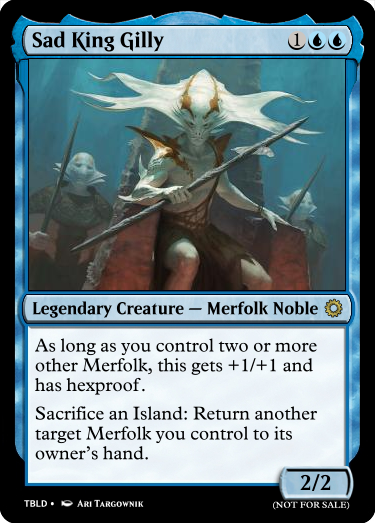 Sad King Gilly 1
Legendary Creature — Merfolk Noble
As long as you control two or more
other Merfolk, this gets +1/+1 and
has hexproof.
Sacrifice an Island: Return another
target Merfolk you control to its
owner's hand.
2/2
TBLD • Ari Targownik
(NOT FOR SALE)